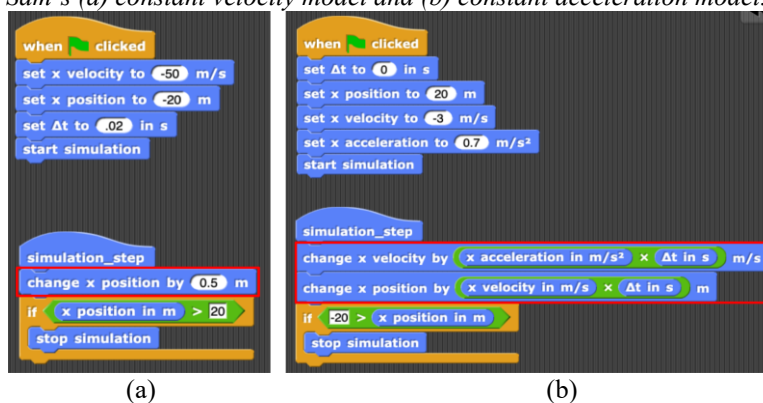 Sam's (a) constant velocity model and (b) constant acceleration model.
when clicked
set x velocity to -50 m/s
set x position to -20 m
set Δt to .02 in s
start simulation
simulation_step
change x position by 0.5 m
if x position in m > 20
stop simulation
(a)
when clicked
set Δt to 0 in s
set x position to 20 m
set x velocity to -3 m/s
set x acceleration to 0.7 m/s²
start simulation
simulation_step
change x velocity by x acceleration in m/s² × Δt in s m/s
change x position by x velocity in m/s × Δt in s m
if -20 > x position in m
stop simulation
(b)